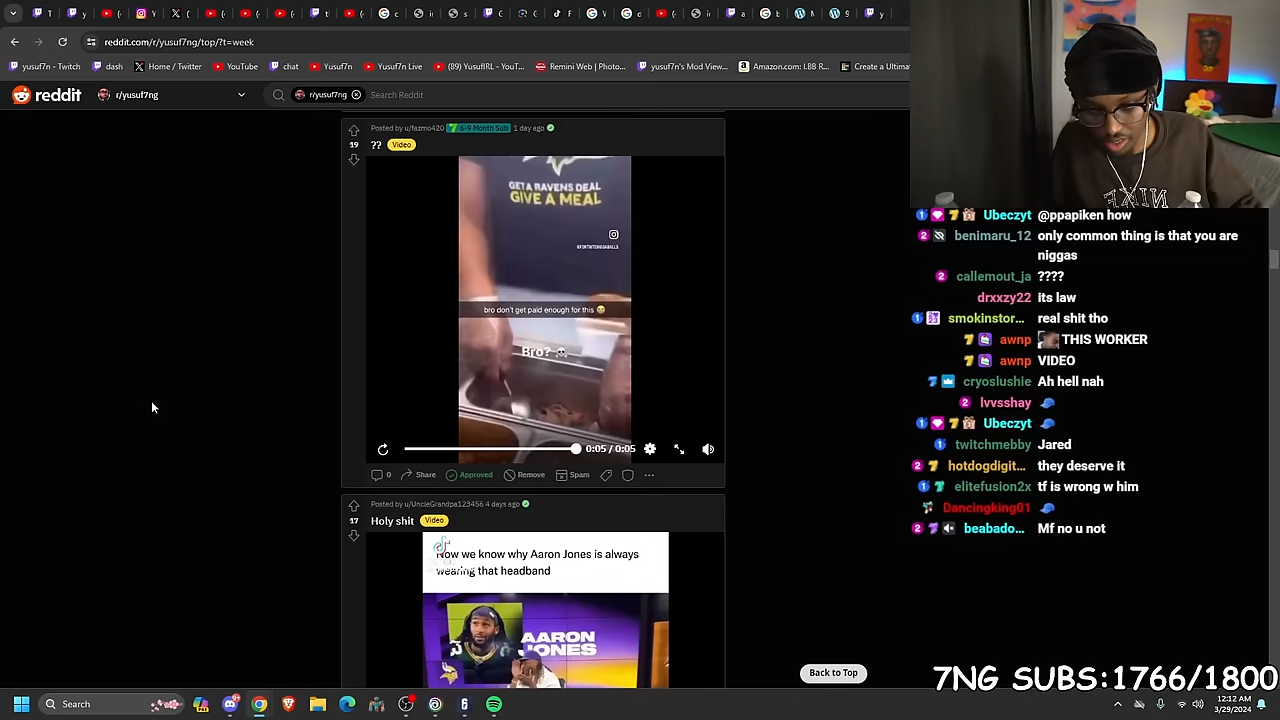 reddit.com/r/yusuf7ng/top/?t=week
yusuf7n - Twitch
dash
Home / Twitter
YouTube
chat
Yusuf7n
Yusuf7n Live
(89) YusufIRL - YouT...
Remini Web | Photo...
yusuf7n's Mod View...
Amazon.com: LBB R...
Create a Ultima
reddit
r/yusuf7ng
r/yusuf7ng
Search Reddit
Posted by u/fazmo420 6-9 Month Sub 1 day ago
19
?? Video
GET A RAVENS DEAL
GIVE A MEAL
bro don't get paid enough for this 😭
Bro? ☠
0:05 / 0:05
0 Share Approved Remove Spam
Posted by u/UncleGrandpa123456 4 days ago
17
Holy shit Video
Now we know why Aaron Jones is always
wearing that headband
AARON
JONES
Back to Top
Ubeczyt @ppapiken how
benimaru_12 only common thing is that you are
niggas
callemout_ja ????
drxxzy22 its law
smokinstor... real shit tho
awnp THIS WORKER
awnp VIDEO
cryoslushie Ah hell nah
lvvsshay 🧢
Ubeczyt 🧢
twitchmebby Jared
hotdogdigit... they deserve it
elitefusion2x tf is wrong w him
Dancingking01 🧢
beabado... Mf no u not
7NG SUBS:1766/1800
Search
12:12 AM
3/29/2024